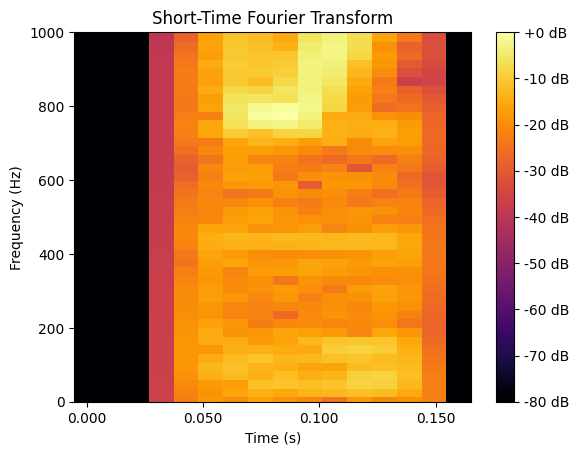 Short-Time Fourier Transform
1000
800
600
400
200
0
Frequency (Hz)
0.000
0.050
0.100
0.150
Time (s)
+0 dB
-10 dB
-20 dB
-30 dB
-40 dB
-50 dB
-60 dB
-70 dB
-80 dB